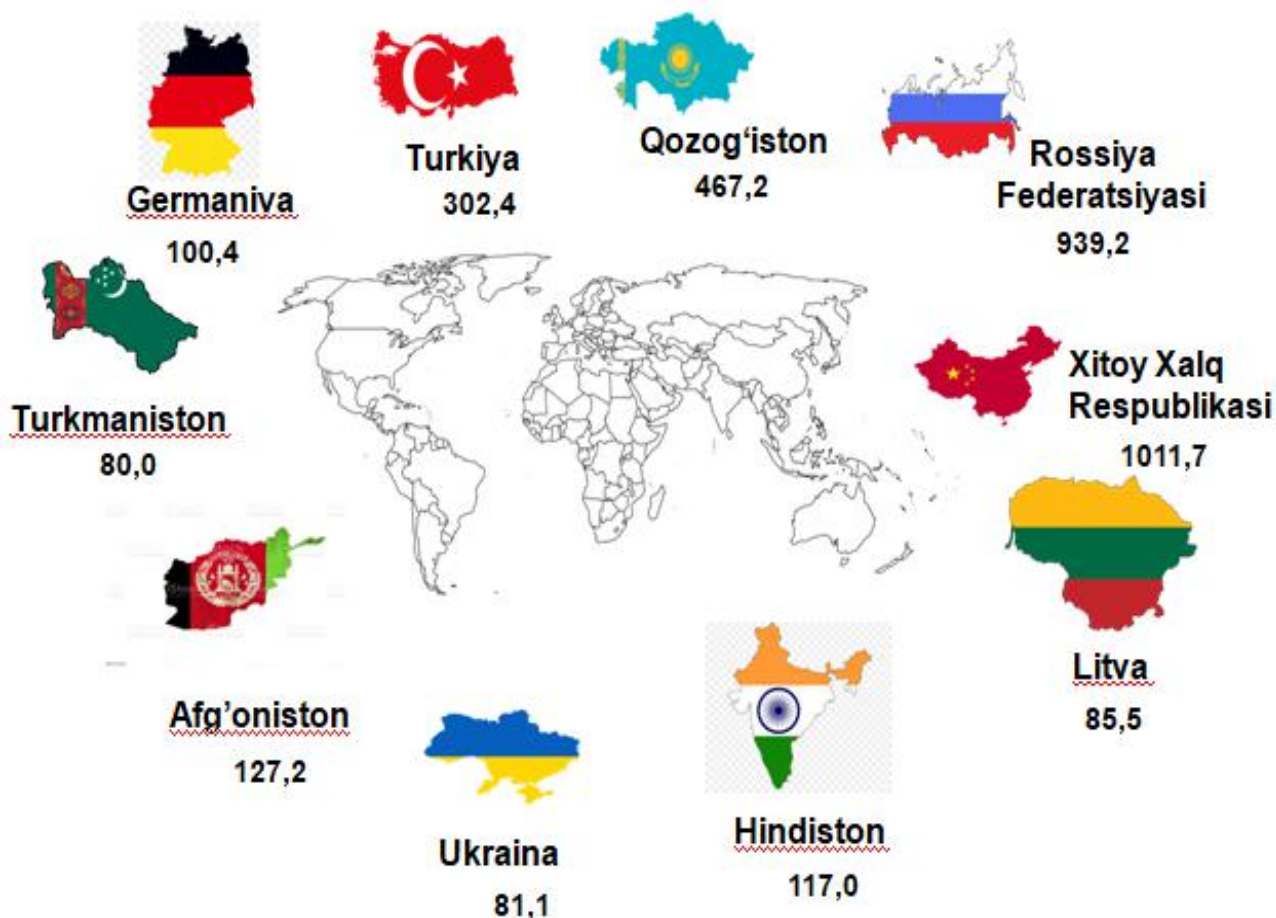 Germaniva
100,4
Turkiya
302,4
Qozog‘iston
467,2
Rossiya
Federatsiyasi
939,2
Turkmaniston
80,0
Xitoy Xalq
Respublikasi
1011,7
Afg’oniston
127,2
Ukraina
81,1
Hindiston
117,0
Litva
85,5